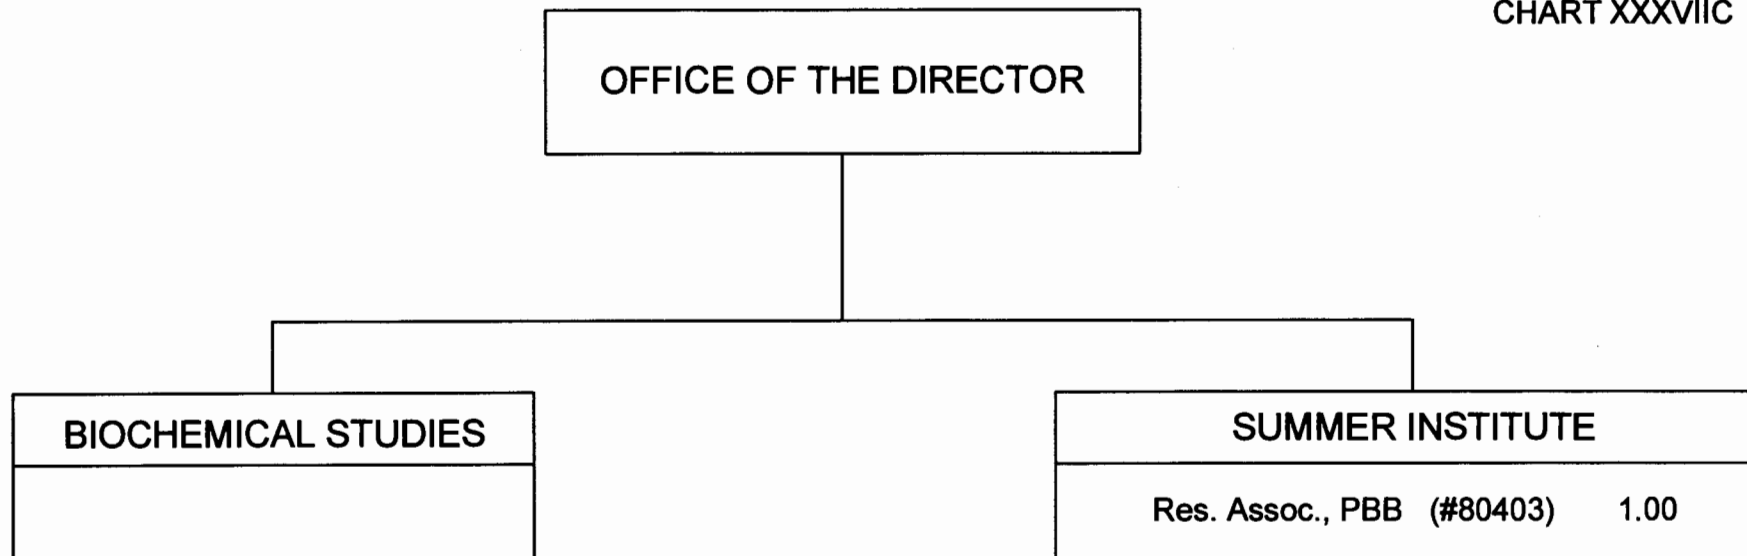 CHART XXXVIIC
OFFICE OF THE DIRECTOR
BIOCHEMICAL STUDIES
SUMMER INSTITUTE
Res. Assoc., PBB (#80403) 1.00